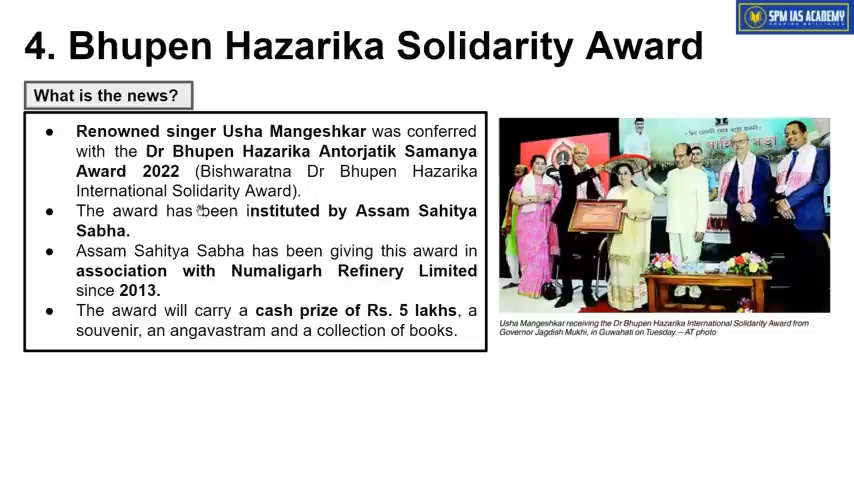 SPM IAS ACADEMY
4. Bhupen Hazarika Solidarity Award
What is the news?
● Renowned singer Usha Mangeshkar was conferred
with the Dr Bhupen Hazarika Antorjatik Samanya
Award 2022 (Bishwaratna Dr Bhupen Hazarika
International Solidarity Award).
● The award has been instituted by Assam Sahitya
Sabha.
● Assam Sahitya Sabha has been giving this award in
association with Numaligarh Refinery Limited
since 2013.
● The award will carry a cash prize of Rs. 5 lakhs, a
souvenir, an angavastram and a collection of books.
Usha Mangeshkar receiving the Dr Bhupen Hazarika International Solidarity Award from
Governor Jagdish Mukhi, in Guwahati on Tuesday. – AT photo